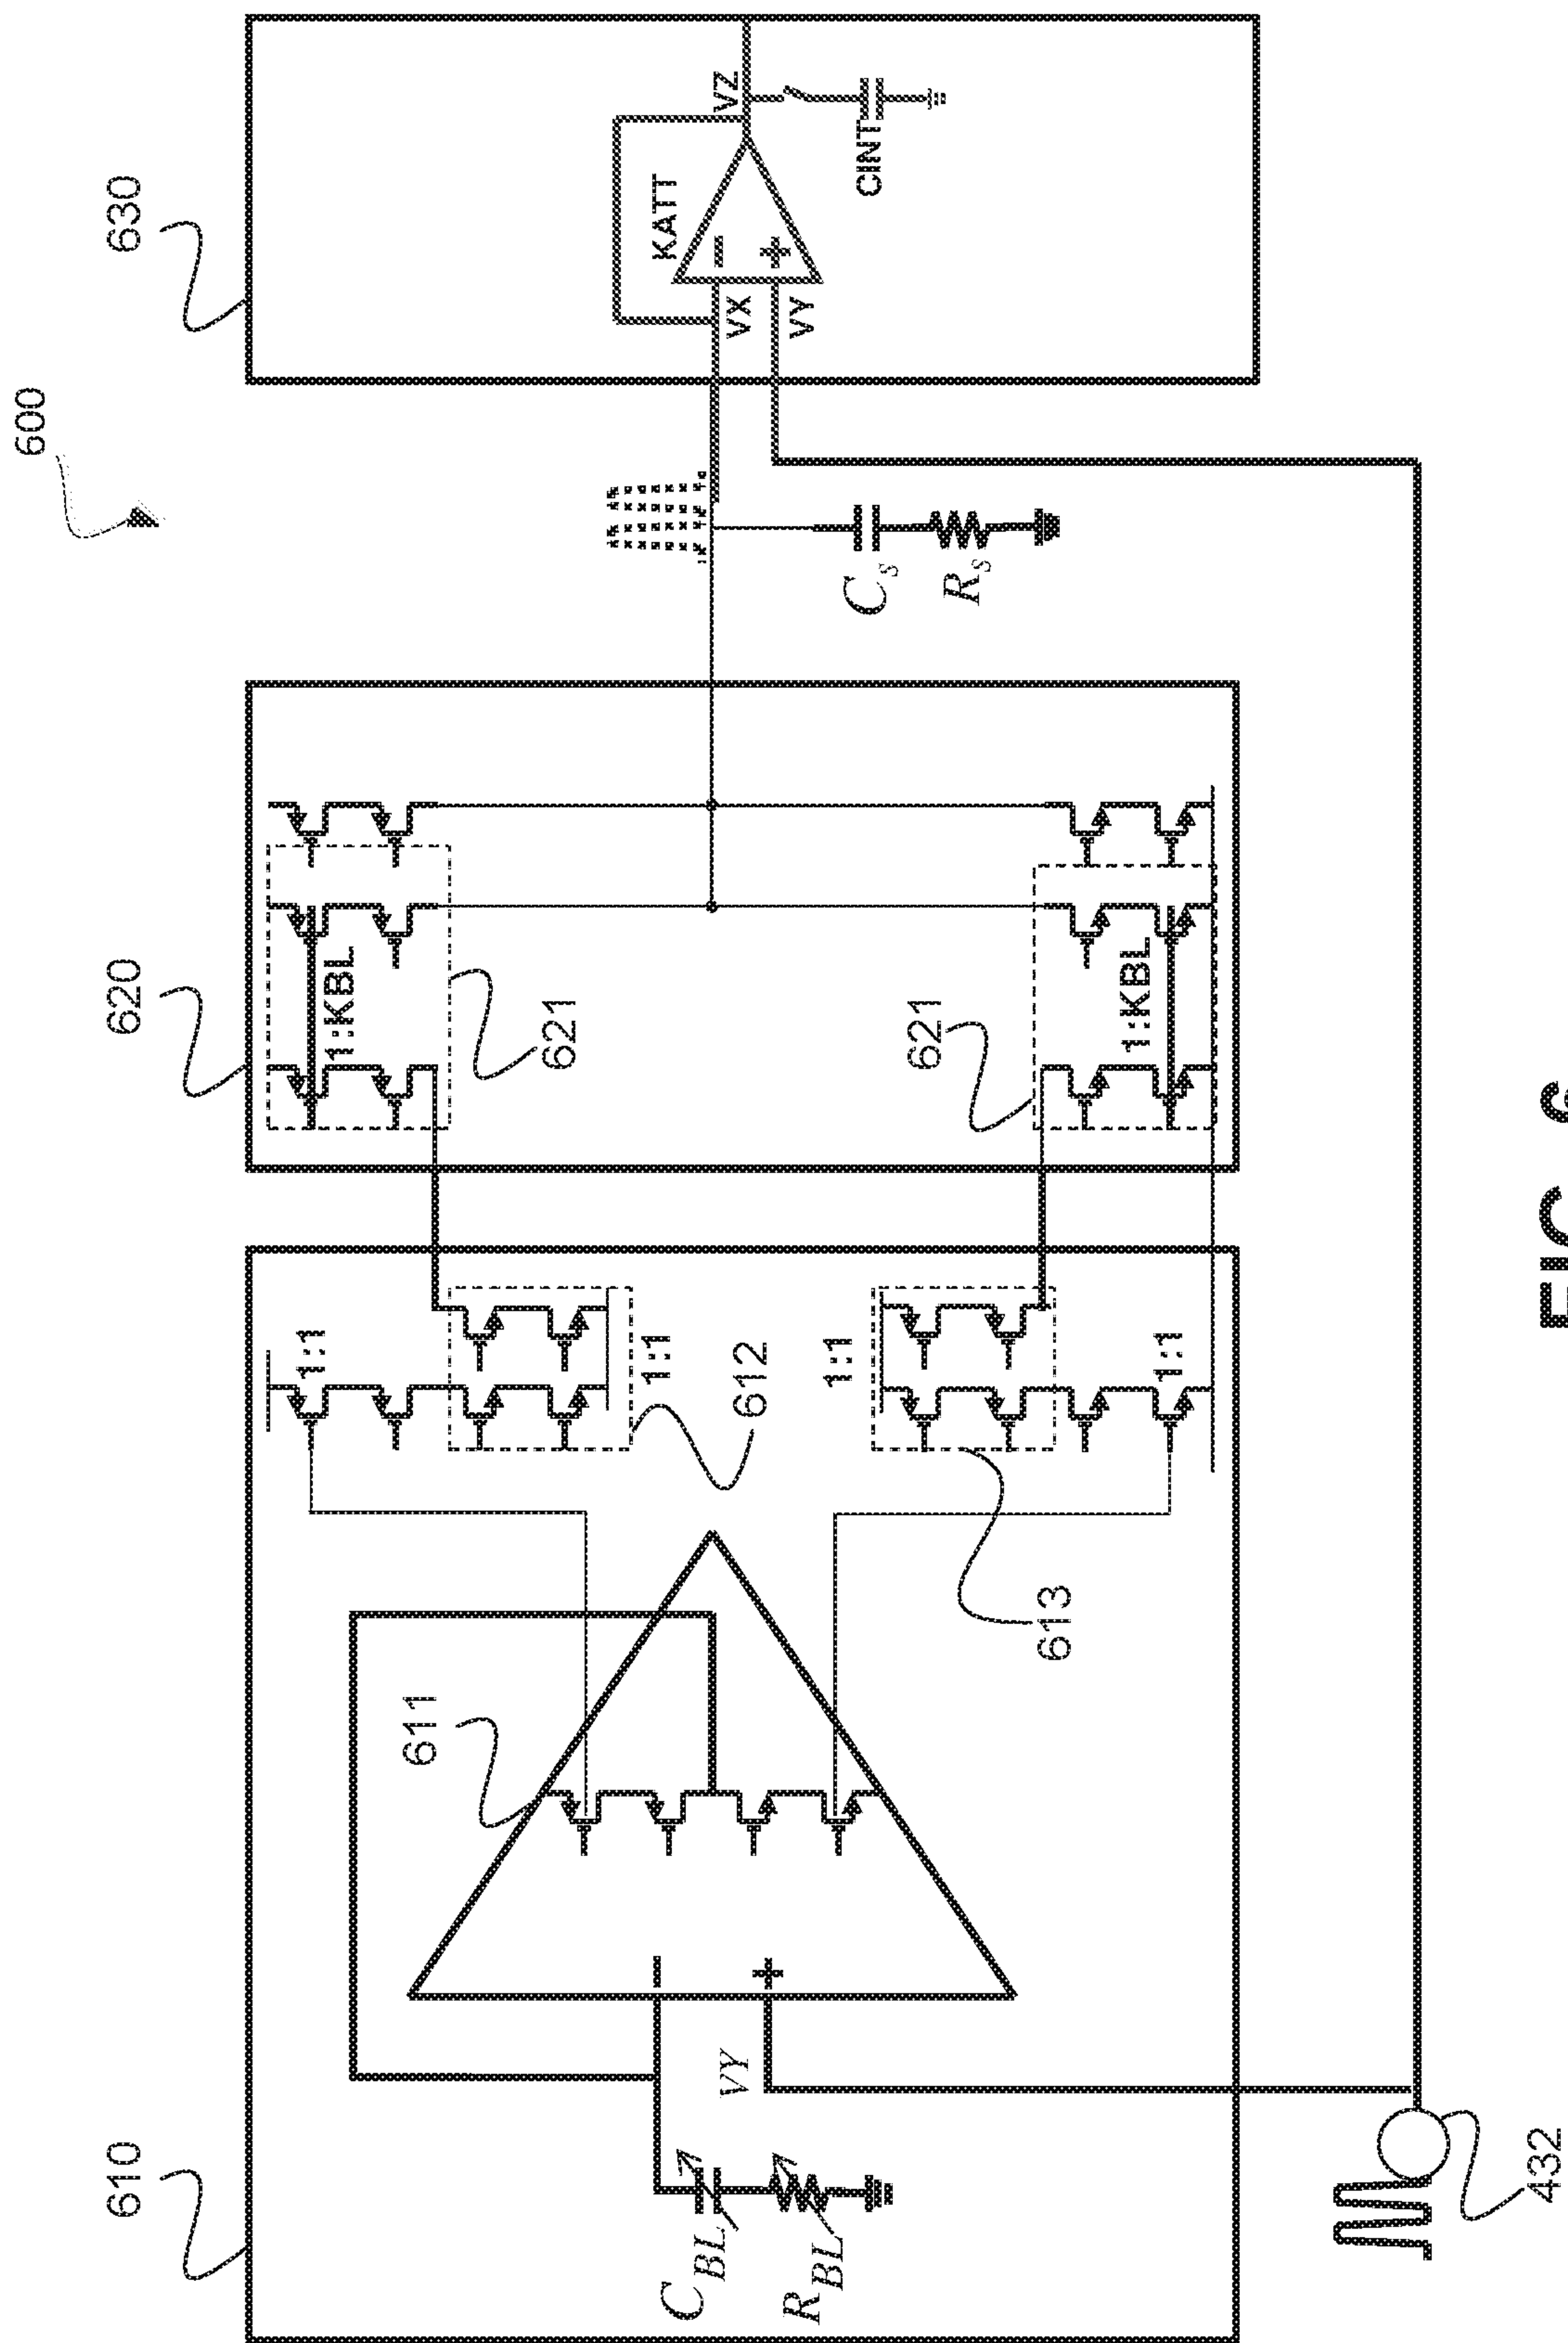 600
610
620
630
611
1:1
1:1
612
1:1
1:1
613
1:KBL
621
621
1:KBL
KATT
VX
VY
VZ
CINT
C_s
R_s
VY
C_BL
R_BL
432
FIG. 6